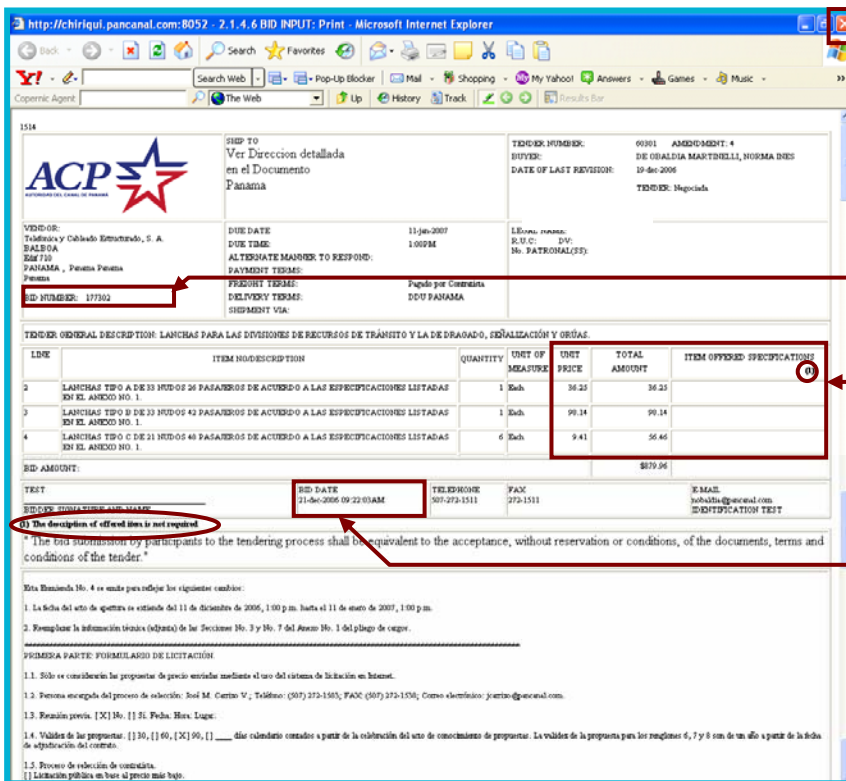 http://chiriqui.pancanal.com:8052 - 2.1.4.6 BID INPUT: Print - Microsoft Internet Explorer
Back Search Favorites
Y! Search Web Pop-Up Blocker Mail Shopping My Yahoo! Answers Games Music »
Copernic Agent The Web Up History Track Results Bar
1514
ACP
AUTORIDAD DEL CANAL DE PANAMÁ
SHIP TO
Ver Direccion detallada
en el Documento
Panama
TENDER NUMBER: 60301 AMENDMENT: 4
BUYER: DE OBALDIA MARTINELLI, NORMA INES
DATE OF LAST REVISION: 19-dec-2006
TENDER: Negociada
VENDOR:
Telefónica y Cableado Estructurado, S. A.
BALBOA
Edif 710
PANAMA , Panama Panama
Panama
BID NUMBER: 177302
DUE DATE 11-jan-2007
DUE TIME: 1:00PM
ALTERNATE MANNER TO RESPOND:
PAYMENT TERMS:
FREIGHT TERMS: Pagado por Contratista
DELIVERY TERMS: DDU PANAMA
SHIPMENT VIA:
LEGAL NAME:
R.U.C: DV:
No. PATRONAL(SS):
TENDER GENERAL DESCRIPTION: LANCHAS PARA LAS DIVISIONES DE RECURSOS DE TRÁNSITO Y LA DE DRAGADO, SEÑALIZACIÓN Y GRÚAS.
LINE ITEM NO/DESCRIPTION QUANTITY UNIT OF MEASURE UNIT PRICE TOTAL AMOUNT ITEM OFFERED SPECIFICATIONS (1)
2 LANCHAS TIPO A DE 33 NUDOS 26 PASAJEROS DE ACUERDO A LAS ESPECIFICACIONES LISTADAS 1 Each 36.25 36.25
EN EL ANEXO NO. 1.
3 LANCHAS TIPO B DE 33 NUDOS 42 PASAJEROS DE ACUERDO A LAS ESPECIFICACIONES LISTADAS 1 Each 90.14 90.14
EN EL ANEXO NO. 1.
4 LANCHAS TIPO C DE 21 NUDOS 40 PASAJEROS DE ACUERDO A LAS ESPECIFICACIONES LISTADAS 6 Each 9.41 56.46
EN EL ANEXO NO. 1.
BID AMOUNT: $879.96
TEST
BIDDER SIGNATURE AND NAME
BID DATE
21-dec-2006 09:22:03AM
TELEPHONE
507-272-1511
FAX
272-1511
E-MAIL
nobaldia@pancanal.com
IDENTIFICATION TEST
(1) The description of offered item is not required
" The bid submission by participants to the tendering process shall be equivalent to the acceptance, without reservation or conditions, of the documents, terms and
conditions of the tender."
Esta Enmienda No. 4 se emite para reflejar los siguientes cambios:
1. La fecha del acto de apertura se extiende del 11 de diciembre de 2006, 1:00 p.m. hasta el 11 de enero de 2007, 1:00 p.m.
2. Reemplazar la información técnica (adjunta) de las Secciones No. 3 y No. 7 del Anexo No. 1 del pliego de cargos.
PRIMERA PARTE: FORMULARIO DE LICITACIÓN
1.1. Sólo se considerarán las propuestas de precio enviadas mediante el uso del sistema de licitación en Internet.
1.2. Persona encargada del proceso de selección: José M. Carrizo V.; Teléfono: (507) 272-1563; FAX: (507) 272-1536; Correo electrónico: jcarrizo@pancanal.com.
1.3. Reunión previa. [ X ] No. [ ] Sí. Fecha: Hora: Lugar:
1.4. Validez de las propuestas. [ ] 30, [ ] 60, [ X ] 90, [ ] ____ días calendario contados a partir de la celebración del acto de conocimiento de propuestas. La validez de la propuesta para los renglones 6, 7 y 8 son de un año a partir de la fecha
de adjudicación del contrato.
1.5. Proceso de selección de contratista.
[ ] Licitación pública en base al precio más bajo.